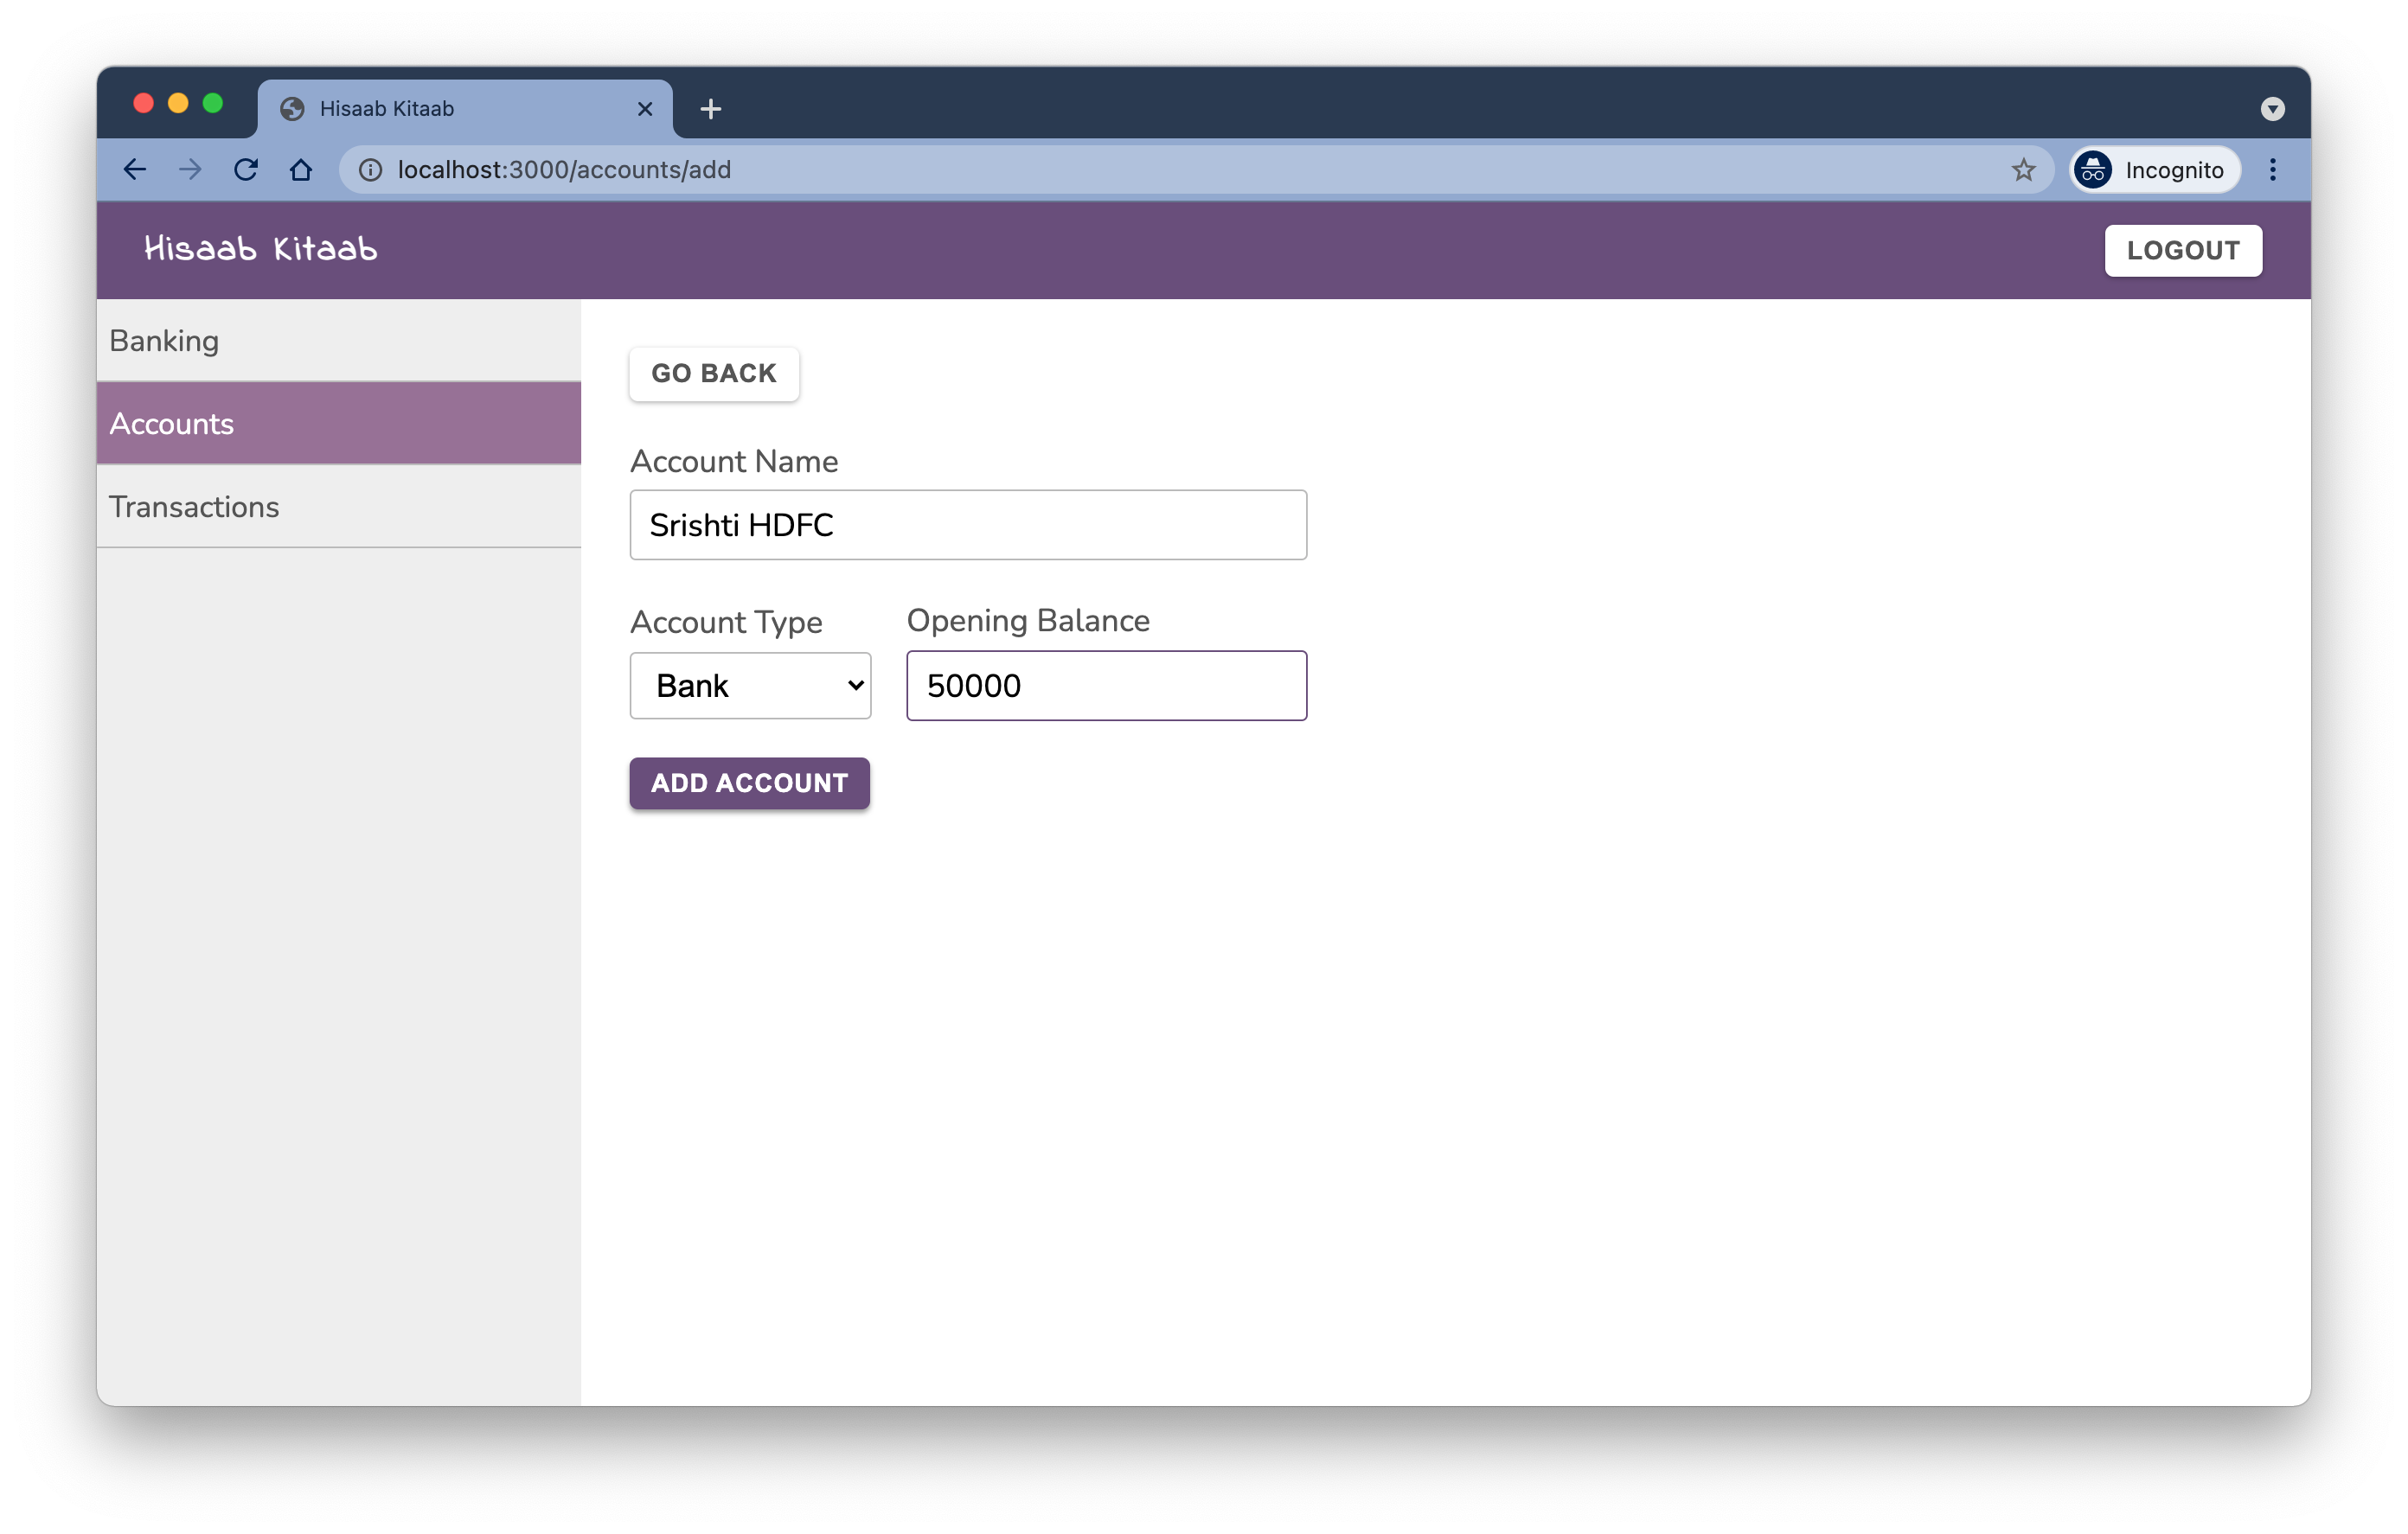 Hisaab Kitaab
localhost:3000/accounts/add
Incognito
Hisaab Kitaab
LOGOUT
Banking
Accounts
Transactions
GO BACK
Account Name
Srishti HDFC
Account Type
Opening Balance
Bank
50000
ADD ACCOUNT